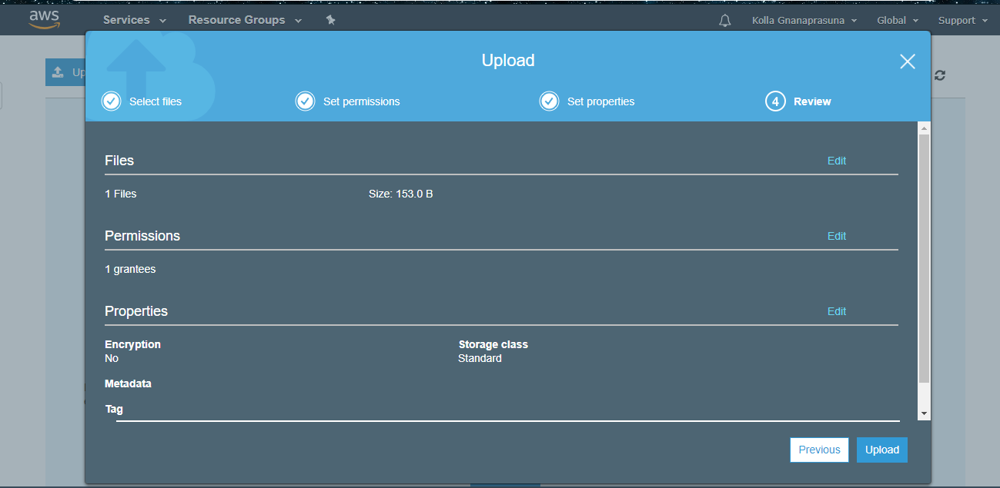 aws Services Resource Groups Kolla Gnanaprasuna Global Support
Upload
Up
Select files Set permissions Set properties 4 Review
Files Edit
1 Files Size: 153.0 B
Permissions Edit
1 grantees
Properties Edit
Encryption Storage class
No Standard
Metadata
Tag
Previous Upload